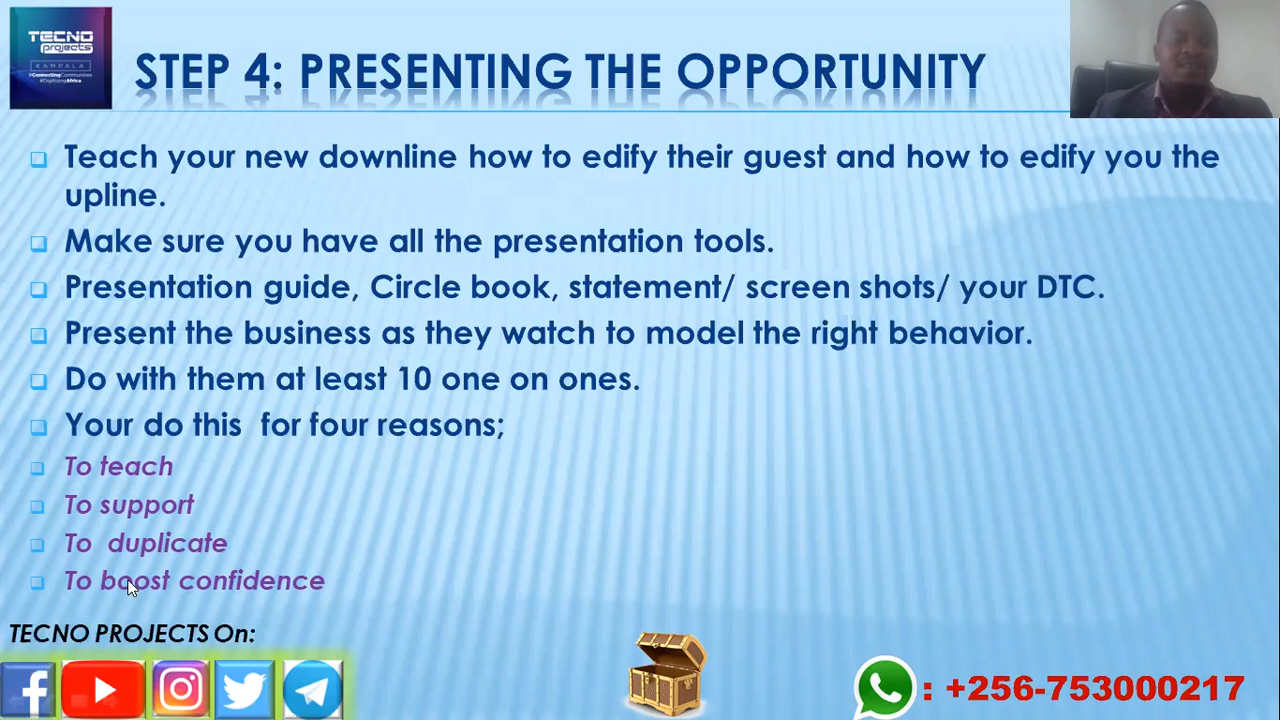 TECNO
projects
KAMPALA
#ConnectingCommunities
#DigitizingAfrica
STEP 4: PRESENTING THE OPPORTUNITY
Teach your new downline how to edify their guest and how to edify you the
upline.
Make sure you have all the presentation tools.
Presentation guide, Circle book, statement/ screen shots/ your DTC.
Present the business as they watch to model the right behavior.
Do with them at least 10 one on ones.
Your do this for four reasons;
To teach
To support
To duplicate
To boost confidence
TECNO PROJECTS On:
: +256-753000217